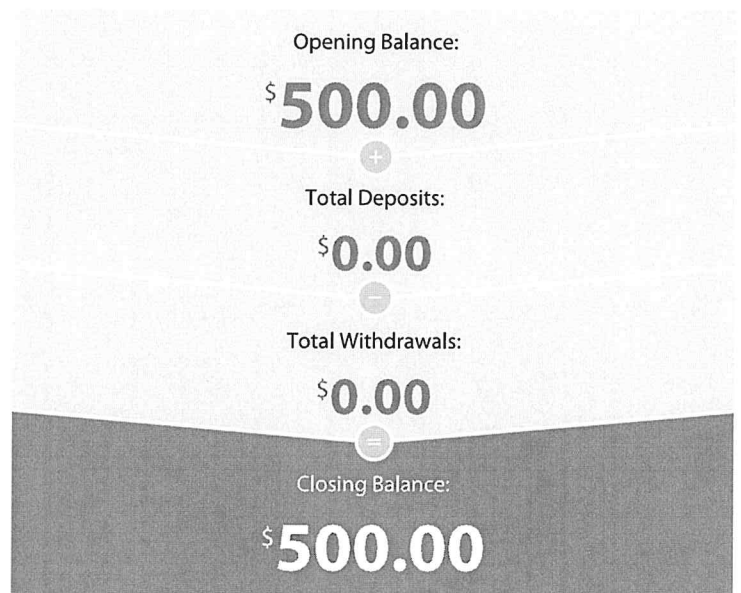 Opening Balance:
$500.00
+
Total Deposits:
$0.00
−
Total Withdrawals:
$0.00
=
Closing Balance:
$500.00